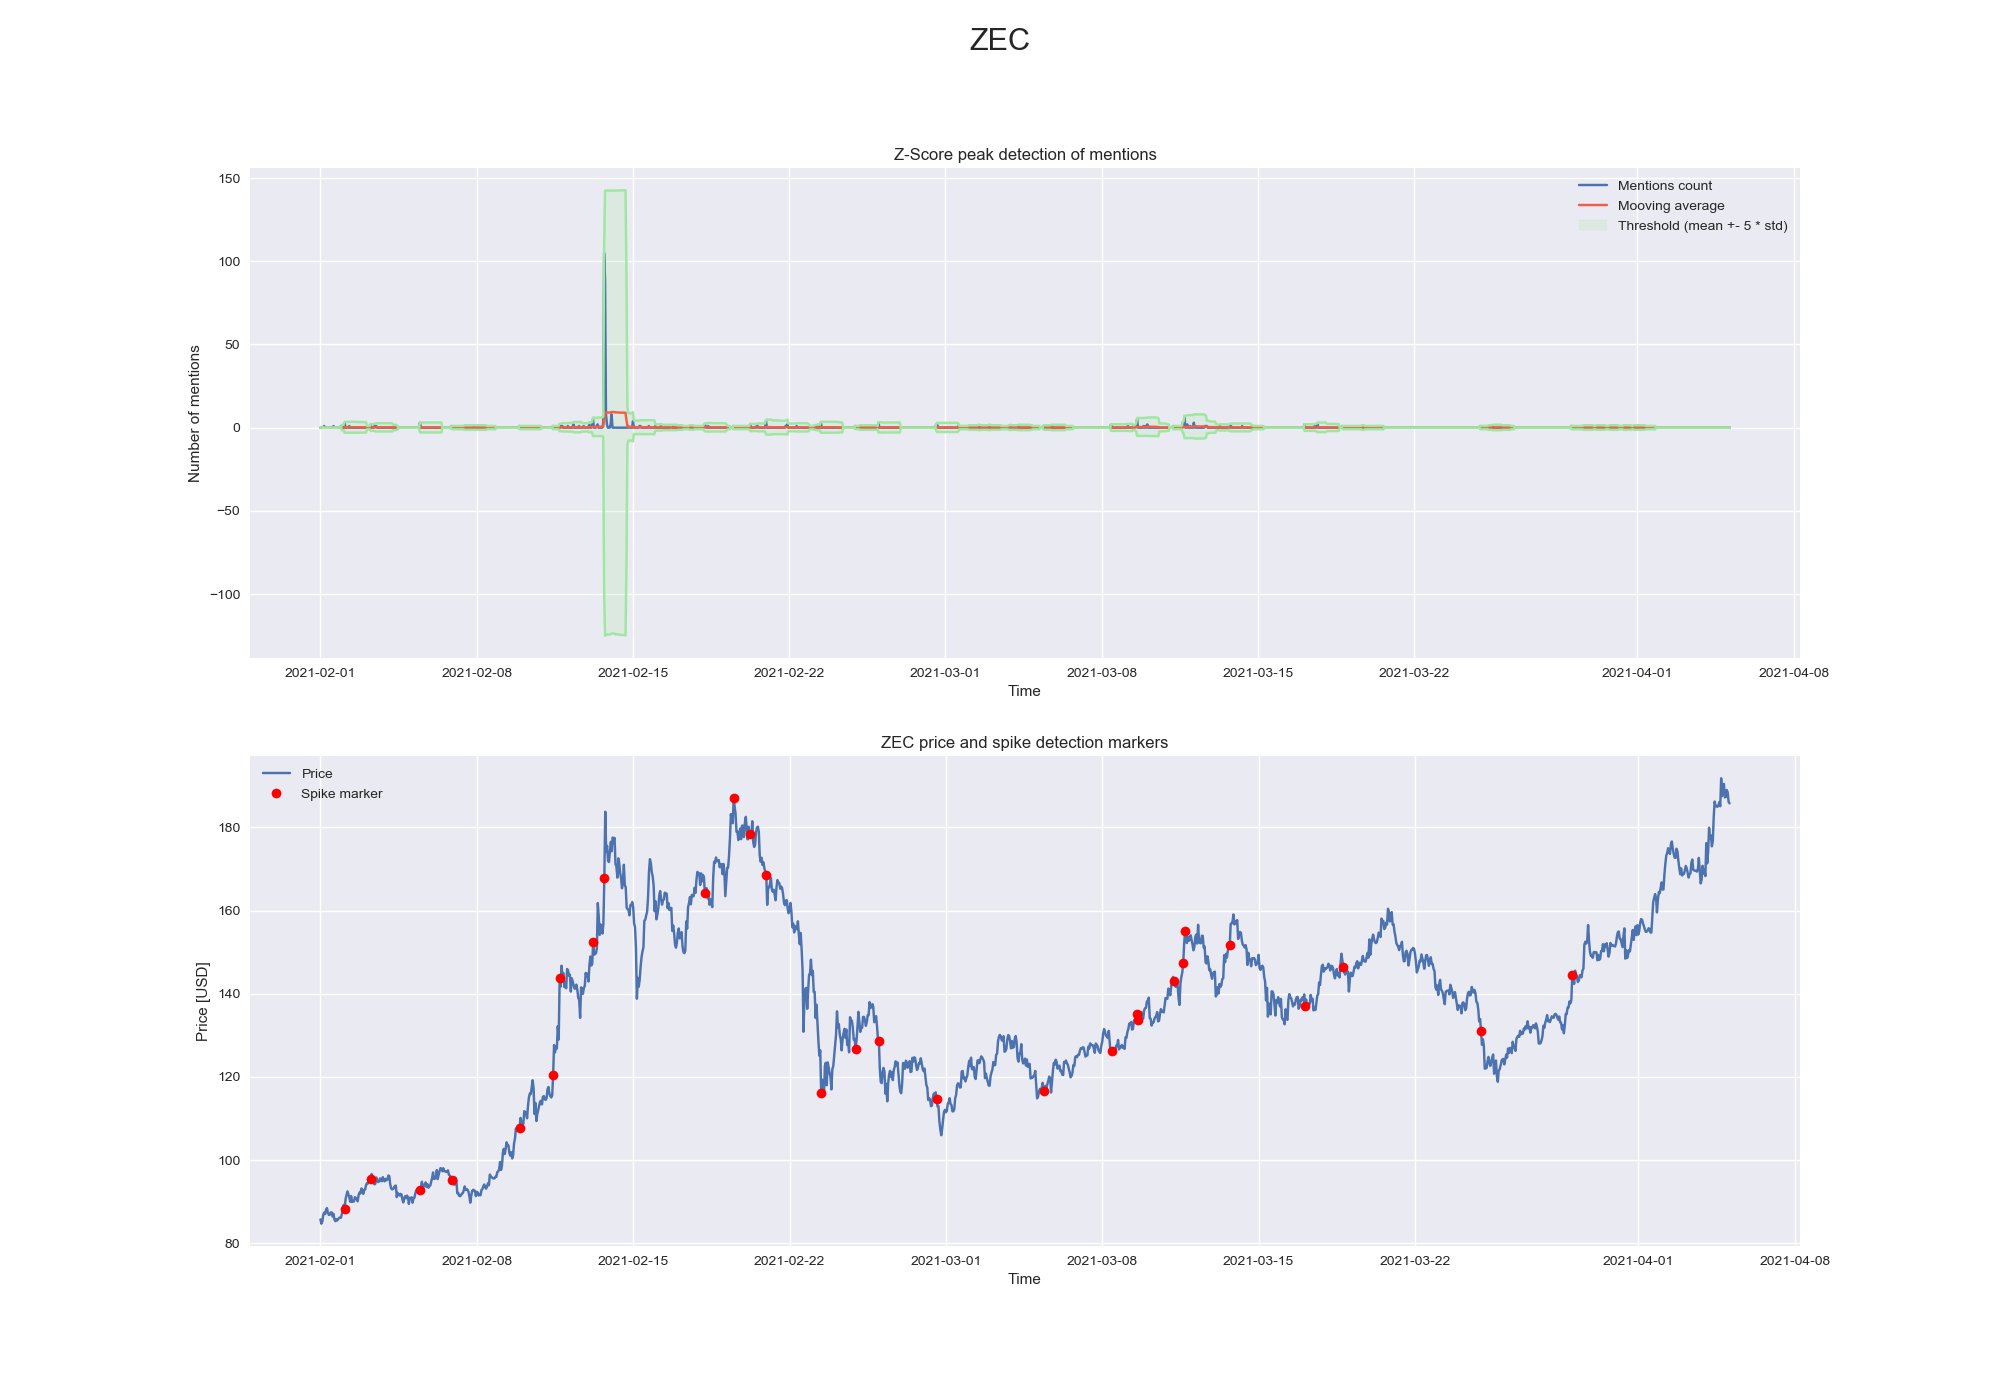 ZEC
Z-Score peak detection of mentions
Mentions count
Mooving average
Threshold (mean +- 5 * std)
150
100
50
0
−50
−100
Number of mentions
2021-02-01 2021-02-08 2021-02-15 2021-02-22 2021-03-01 2021-03-08 2021-03-15 2021-03-22 2021-04-01 2021-04-08
Time
ZEC price and spike detection markers
Price
Spike marker
180
160
140
120
100
80
Price [USD]
2021-02-01 2021-02-08 2021-02-15 2021-02-22 2021-03-01 2021-03-08 2021-03-15 2021-03-22 2021-04-01 2021-04-08
Time